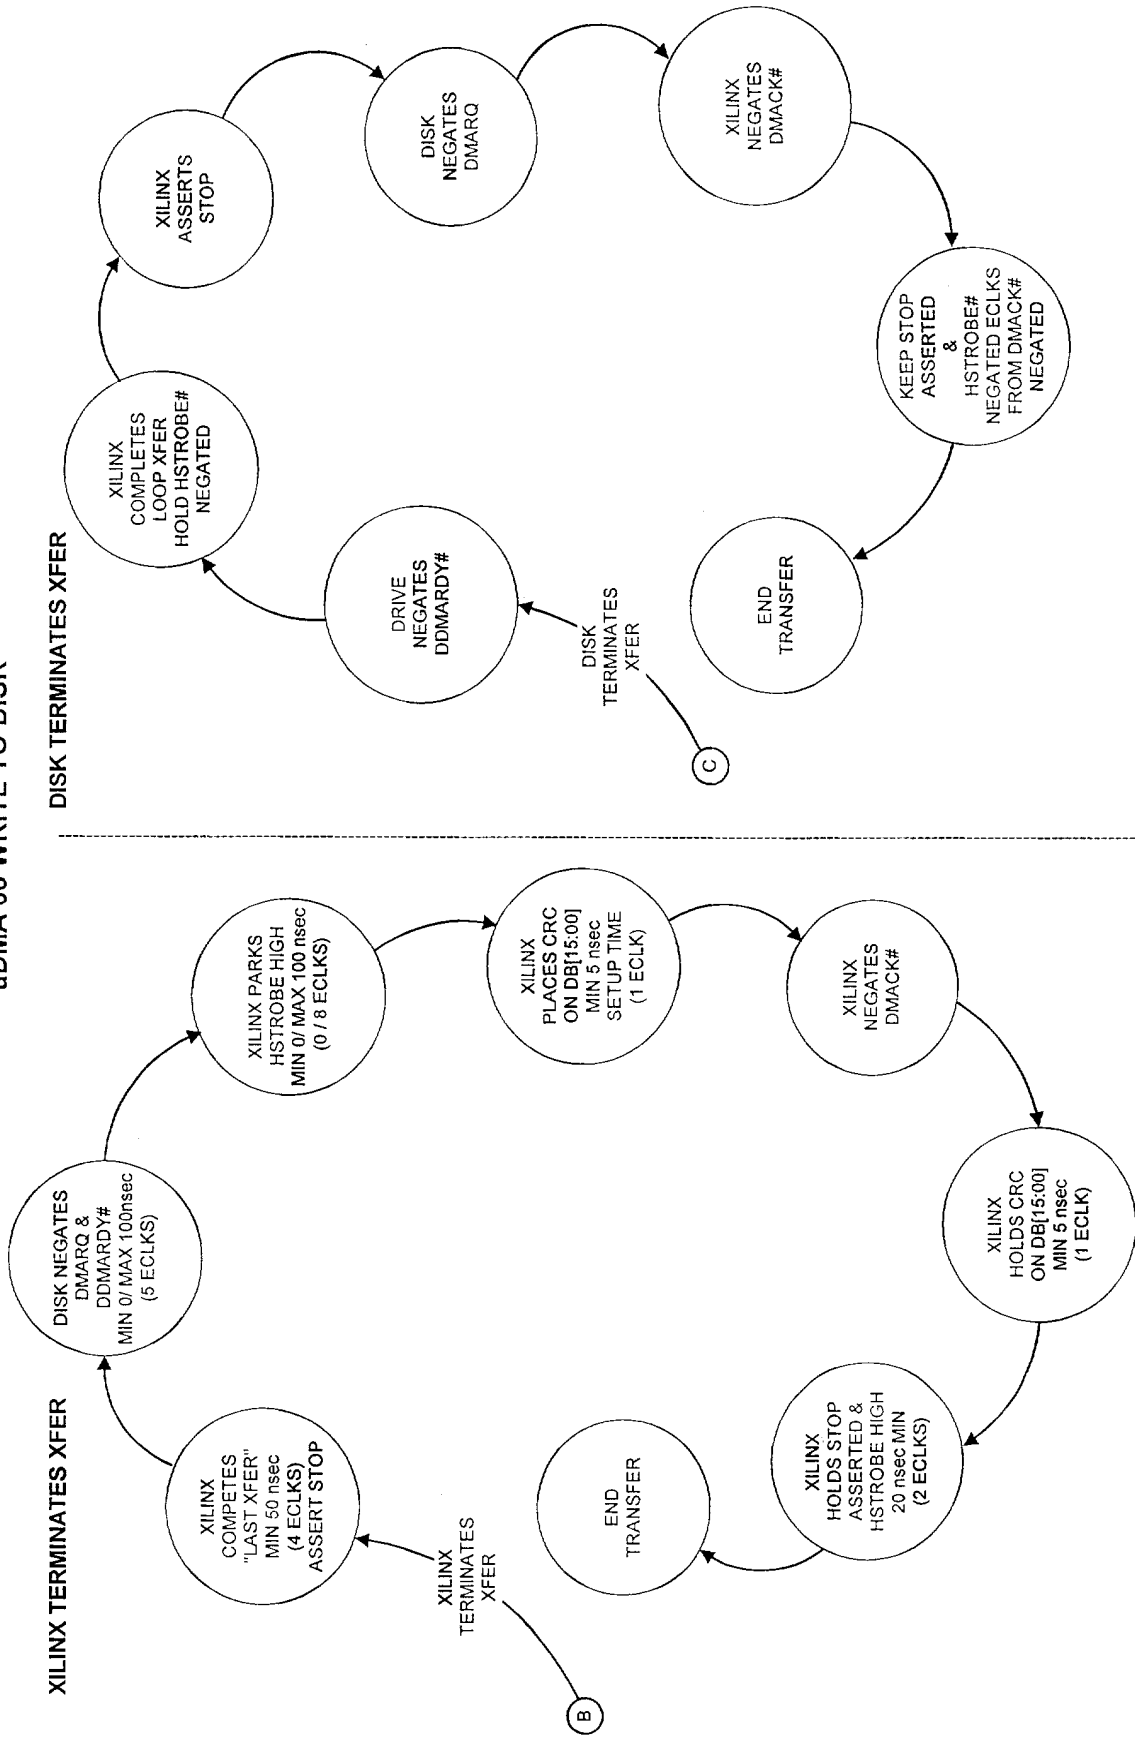 XILINX TERMINATES XFER
B
XILINX
TERMINATES
XFER
XILINX
COMPETES
"LAST XFER"
MIN 50 nsec
(4 ECLKS)
ASSERT STOP
DISK NEGATES
DMARQ &
DDMARDY#
MIN 0/ MAX 100nsec
(5 ECLKS)
XILINX PARKS
HSTROBE HIGH
MIN 0/ MAX 100 nsec
(0 / 8 ECLKS)
XILINX
PLACES CRC
ON DB[15:00]
MIN 5 nsec
SETUP TIME
(1 ECLK)
XILINX
NEGATES
DMACK#
XILINX
HOLDS CRC
ON DB[15:00]
MIN 5 nsec
(1 ECLK)
XILINX
HOLDS STOP
ASSERTED &
HSTROBE HIGH
20 nsec MIN
(2 ECLKS)
END
TRANSFER
DISK TERMINATES XFER
C
DISK
TERMINATES
XFER
DRIVE
NEGATES
DDMARDY#
XILINX
COMPLETES
LOOP XFER
HOLD HSTROBE#
NEGATED
XILINX
ASSERTS
STOP
DISK
NEGATES
DMARQ
XILINX
NEGATES
DMACK#
KEEP STOP
ASSERTED
&
HSTROBE#
NEGATED ECLKS
FROM DMACK#
NEGATED
END
TRANSFER